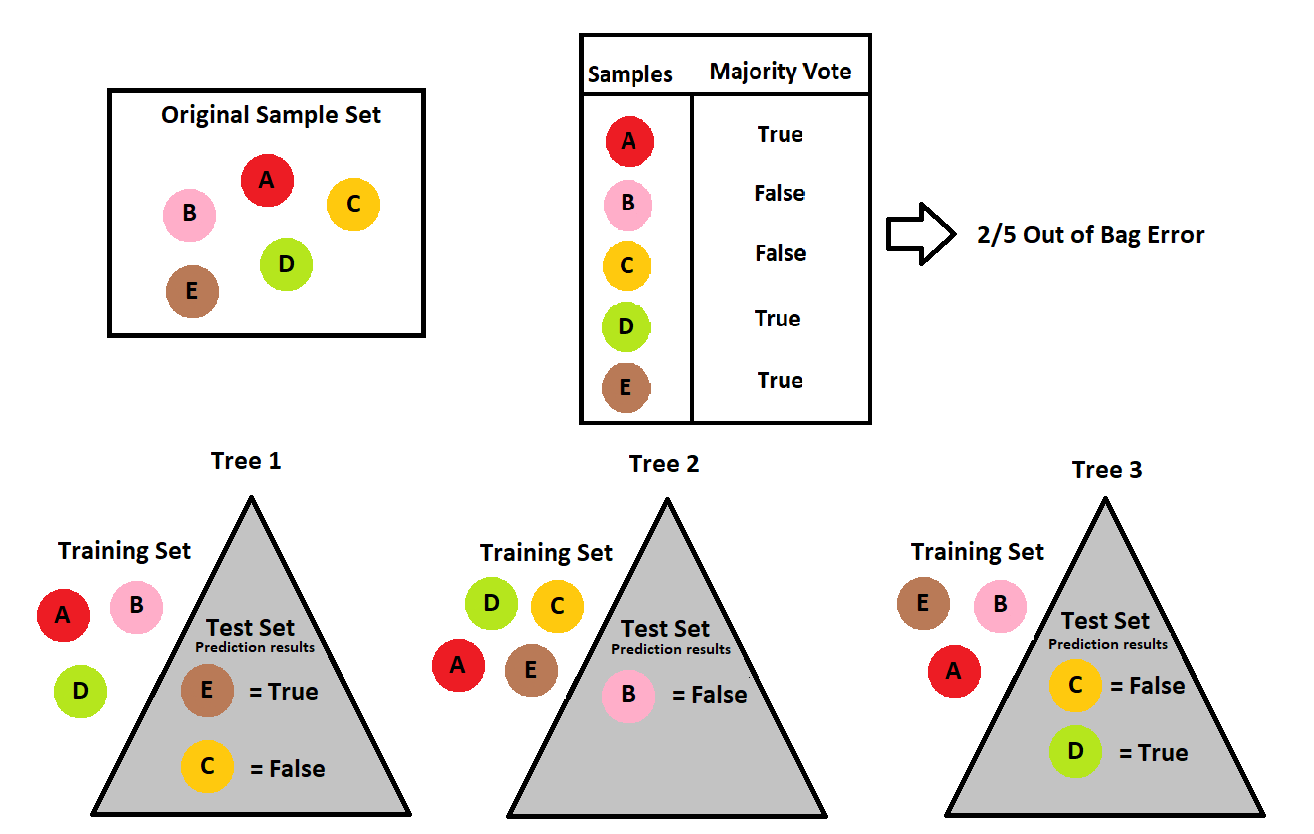 Original Sample Set
A
B
C
D
E
Samples Majority Vote
A True
B False
C False
D True
E True
2/5 Out of Bag Error
Tree 1
Training Set
A
B
D
Test Set
Prediction results
E = True
C = False
Tree 2
Training Set
D
C
A
E
Test Set
Prediction results
B = False
Tree 3
Training Set
E
B
A
Test Set
Prediction results
C = False
D = True